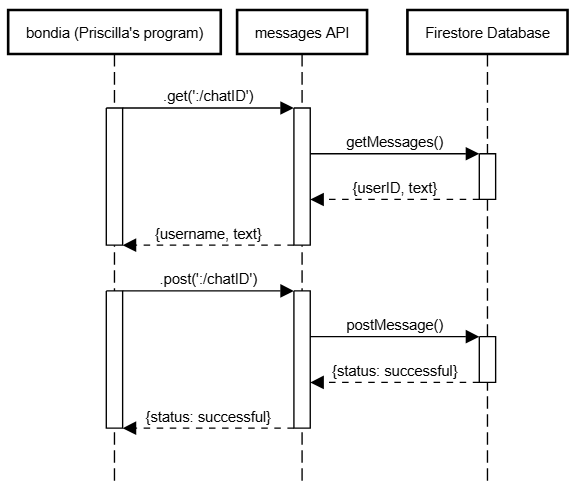 bondia (Priscilla's program)
messages API
Firestore Database
.get(':/chatID')
getMessages()
{userID, text}
{username, text}
.post(':/chatID')
postMessage()
{status: successful}
{status: successful}